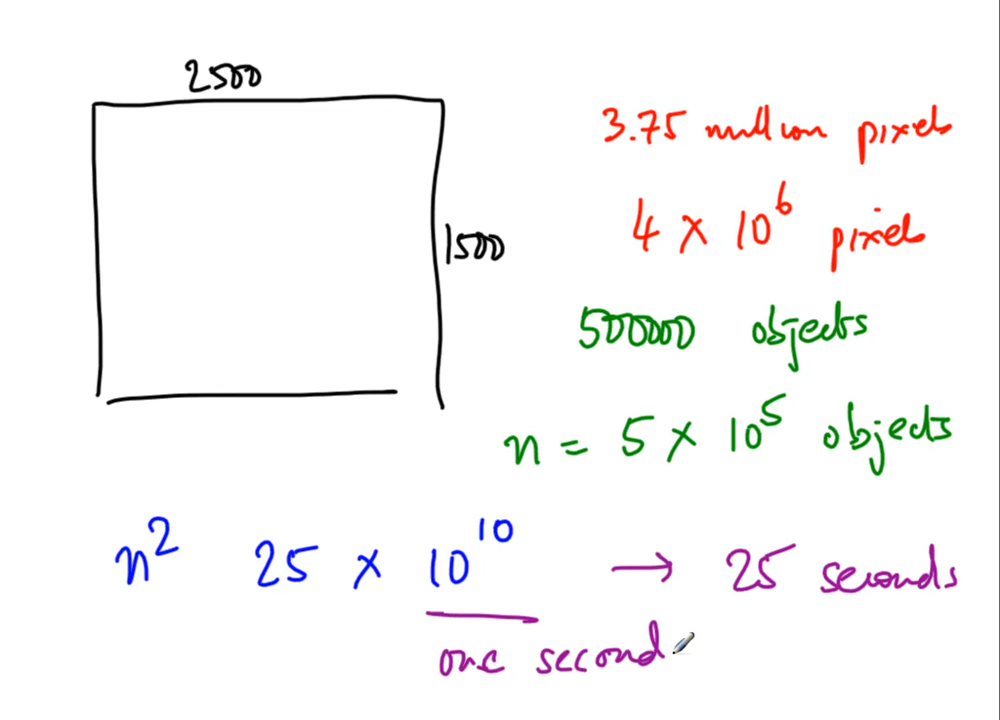 2500
1500
3.75 million pixels
4 × 10^6 pixels
500000 objects
n = 5 × 10^5 objects
n^2 25 × 10^10 → 25 seconds
one second